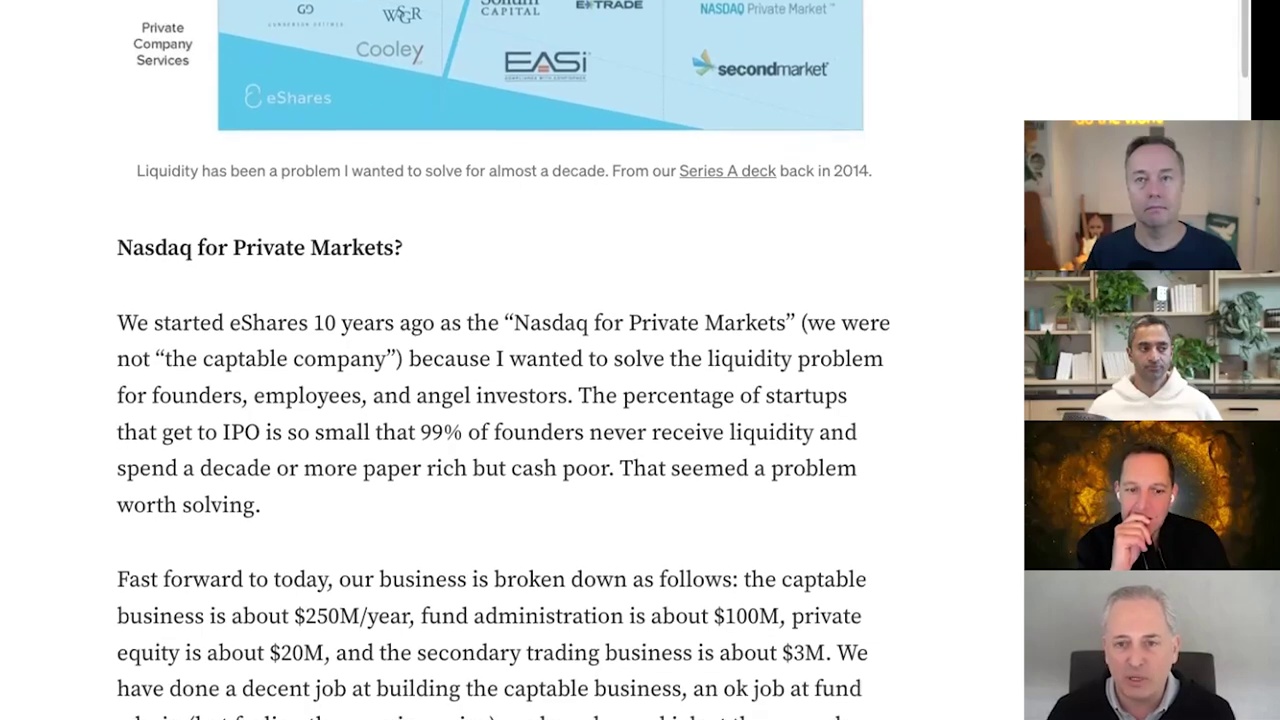 Private
Company
Services
GUNDERSON DETTMER
WSGR
CAPITAL
E*TRADE
NASDAQ Private Market™
Cooley
EASi
secondmarket
eShares
Liquidity has been a problem I wanted to solve for almost a decade. From our Series A deck back in 2014.
Nasdaq for Private Markets?
We started eShares 10 years ago as the “Nasdaq for Private Markets” (we were
not “the captable company”) because I wanted to solve the liquidity problem
for founders, employees, and angel investors. The percentage of startups
that get to IPO is so small that 99% of founders never receive liquidity and
spend a decade or more paper rich but cash poor. That seemed a problem
worth solving.
Fast forward to today, our business is broken down as follows: the captable
business is about $250M/year, fund administration is about $100M, private
equity is about $20M, and the secondary trading business is about $3M. We
have done a decent job at building the captable business, an ok job at fund